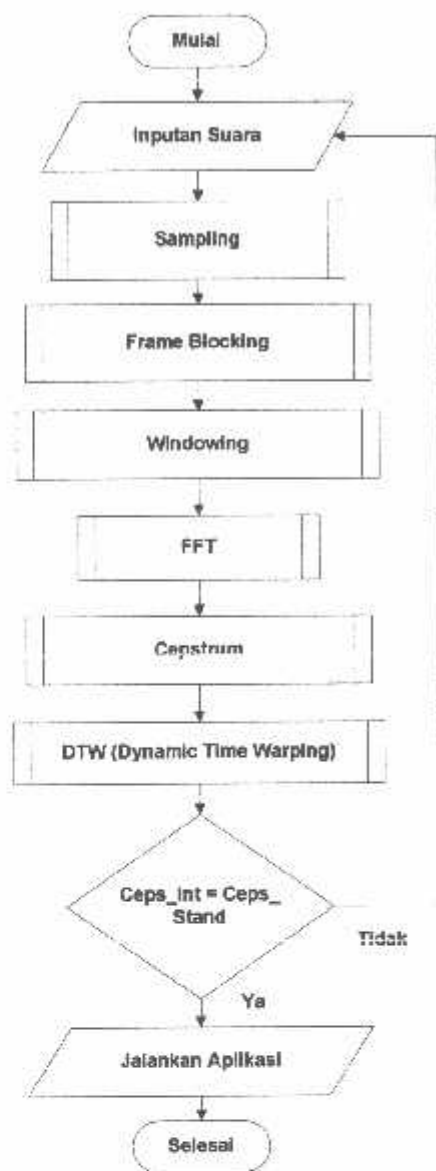 Mulai
Inputan Suara
Sampling
Frame Blocking
Windowing
FFT
Cepstrum
DTW (Dynamic Time Warping)
Ceps_Int = Ceps_
Stand
Tidak
Ya
Jalankan Aplikasi
Selesai